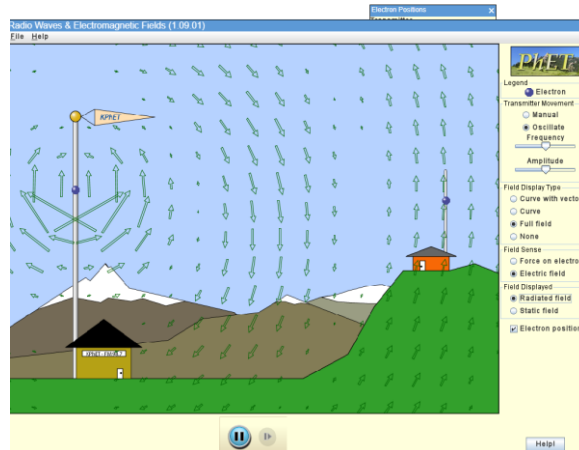 Electron Positions
Radio Waves & Electromagnetic Fields (1.09.01)
File Help
KPhET
PhET
Legend
Electron
Transmitter Movement
Manual
Oscillate
Frequency
Amplitude
Field Display Type
Curve with vecto
Curve
Full field
None
Field Sense
Force on electro
Electric field
Field Displayed
Radiated field
Static field
Electron position
Help!